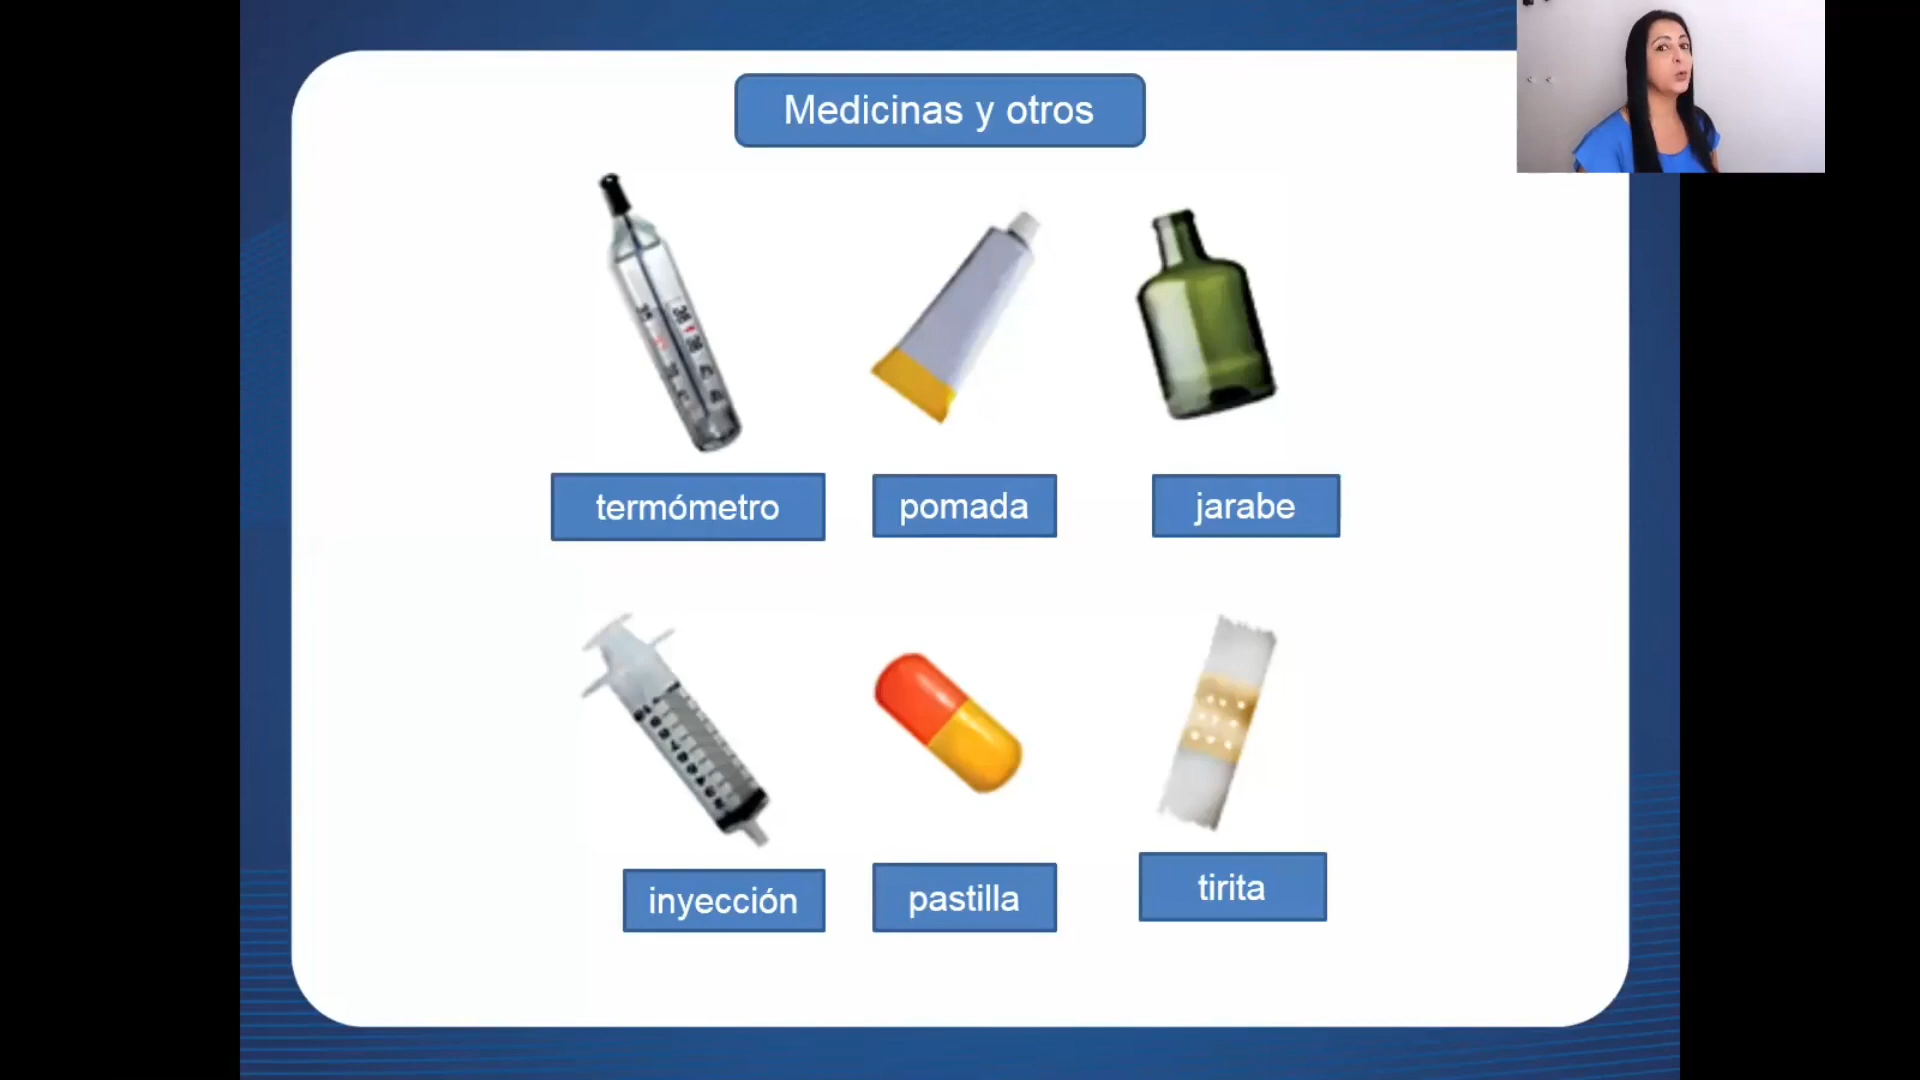 Medicinas y otros
termómetro
pomada
jarabe
inyección
pastilla
tirita